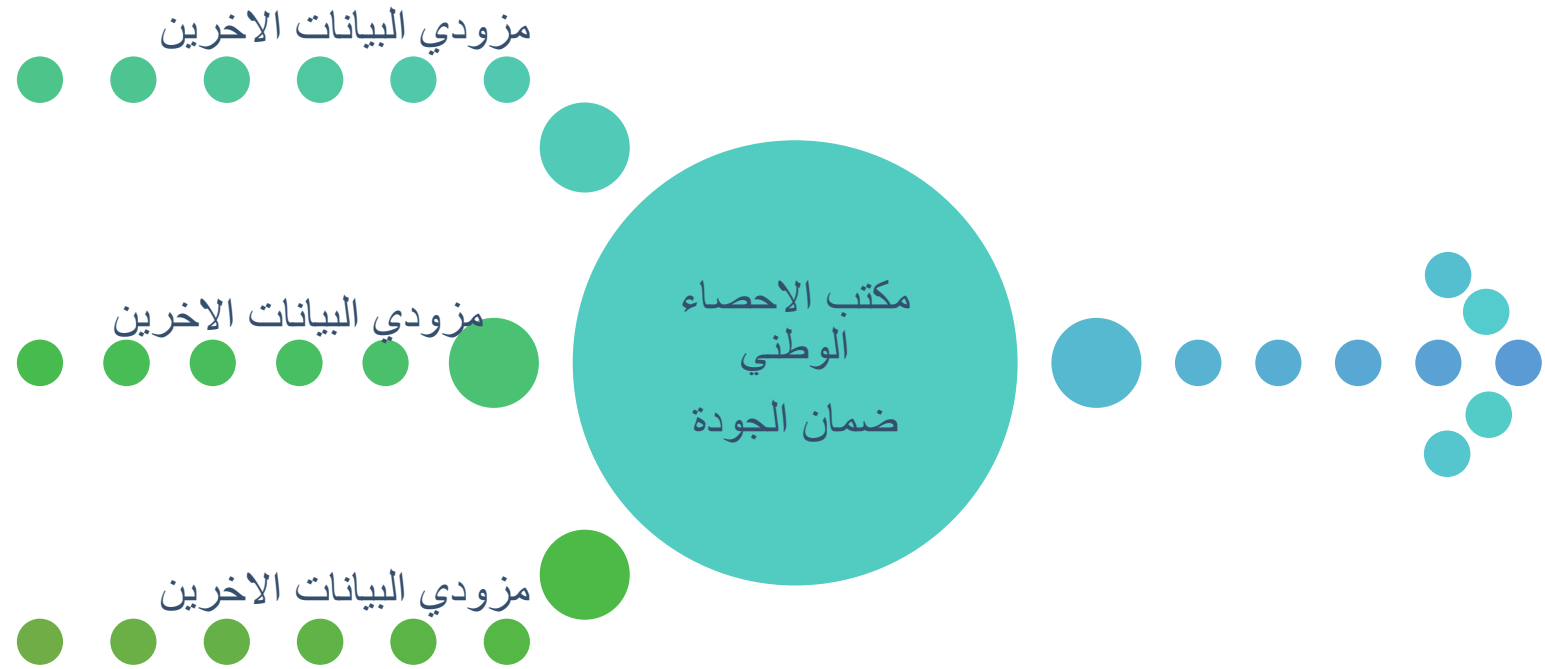 مزودي البيانات الاخرين
مزودي البيانات الاخرين
مكتب الاحصاء
الوطني
ضمان الجودة
مزودي البيانات الاخرين